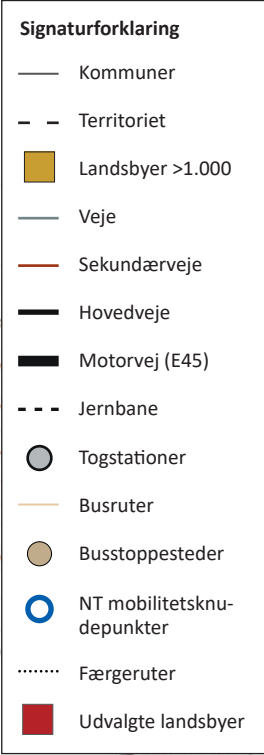 Signaturforklaring
Kommuner
Territoriet
Landsbyer >1.000
Veje
Sekundærveje
Hovedveje
Motorvej (E45)
Jernbane
Togstationer
Busruter
Busstoppesteder
NT mobilitetsknu-
depunkter
Færgeruter
Udvalgte landsbyer